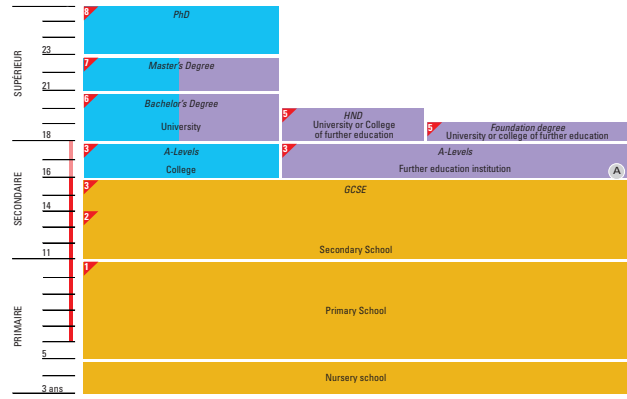 SUPÉRIEUR
SECONDAIRE
PRIMAIRE
23
21
18
16
14
11
5
3 ans
8
PhD
7
Master's Degree
6
Bachelor's Degree
University
5
HND
University or College
of further education
5
Foundation degree
University or college of further education
3
A-Levels
College
3
A-Levels
Further education institution
A
3
GCSE
2
Secondary School
1
Primary School
Nursery school